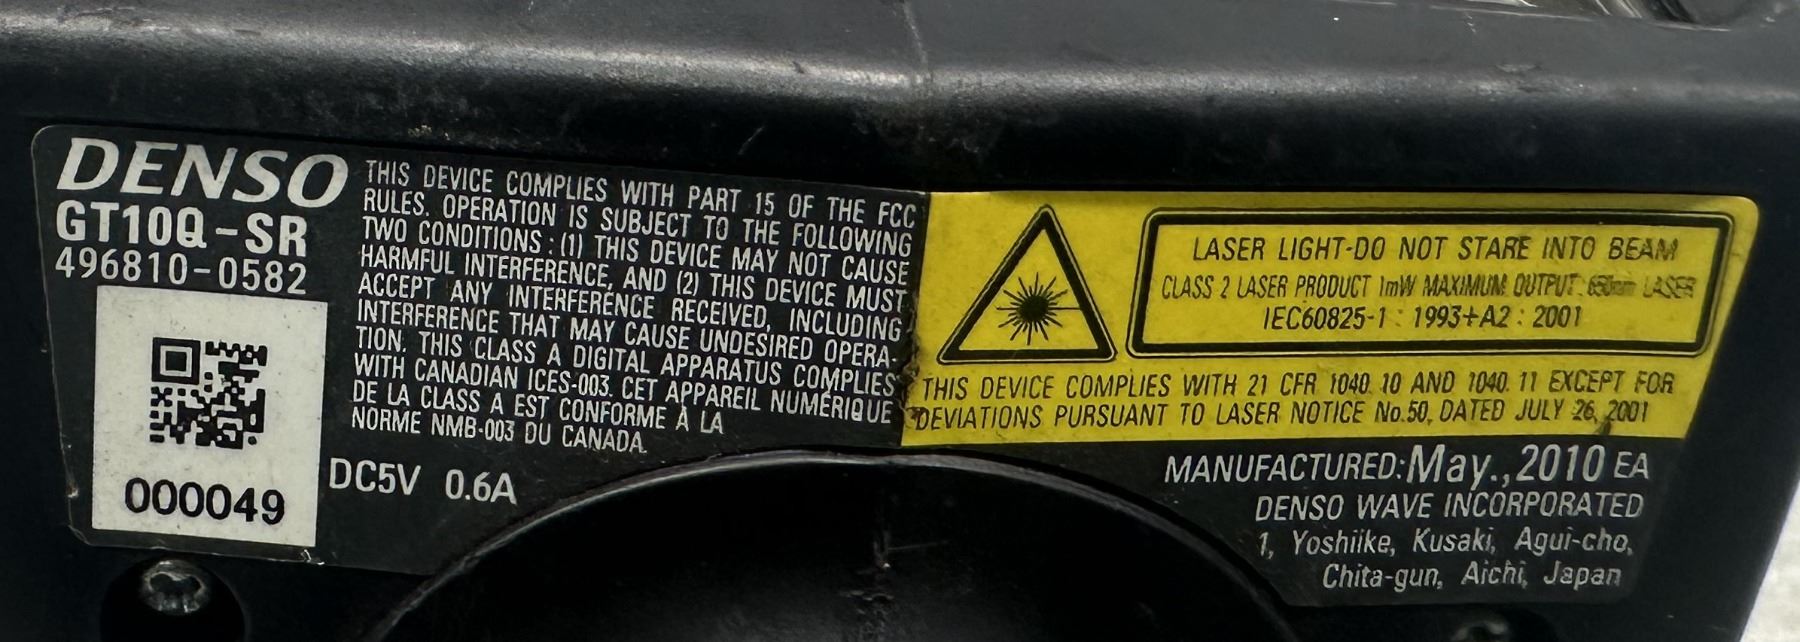 DENSO
GT10Q-SR
496810-0582
000049
THIS DEVICE COMPLIES WITH PART 15 OF THE FCC
RULES. OPERATION IS SUBJECT TO THE FOLLOWING
TWO CONDITIONS : (1) THIS DEVICE MAY NOT CAUSE
HARMFUL INTERFERENCE, AND (2) THIS DEVICE MUST
ACCEPT ANY INTERFERENCE RECEIVED, INCLUDING
INTERFERENCE THAT MAY CAUSE UNDESIRED OPERA-
TION. THIS CLASS A DIGITAL APPARATUS COMPLIES
WITH CANADIAN ICES-003. CET APPAREIL NUMÉRIQUE
DE LA CLASS A EST CONFORME À LA
NORME NMB-003 DU CANADA.
DC5V 0.6A
LASER LIGHT-DO NOT STARE INTO BEAM
CLASS 2 LASER PRODUCT 1mW MAXIMUM OUTPUT 650nm LASER
IEC60825-1 : 1993+A2 : 2001
THIS DEVICE COMPLIES WITH 21 CFR 1040.10 AND 1040.11 EXCEPT FOR
DEVIATIONS PURSUANT TO LASER NOTICE No.50, DATED JULY 26, 2001
MANUFACTURED: May., 2010 EA
DENSO WAVE INCORPORATED
1, Yoshiike, Kusaki, Agui-cho,
Chita-gun, Aichi, Japan